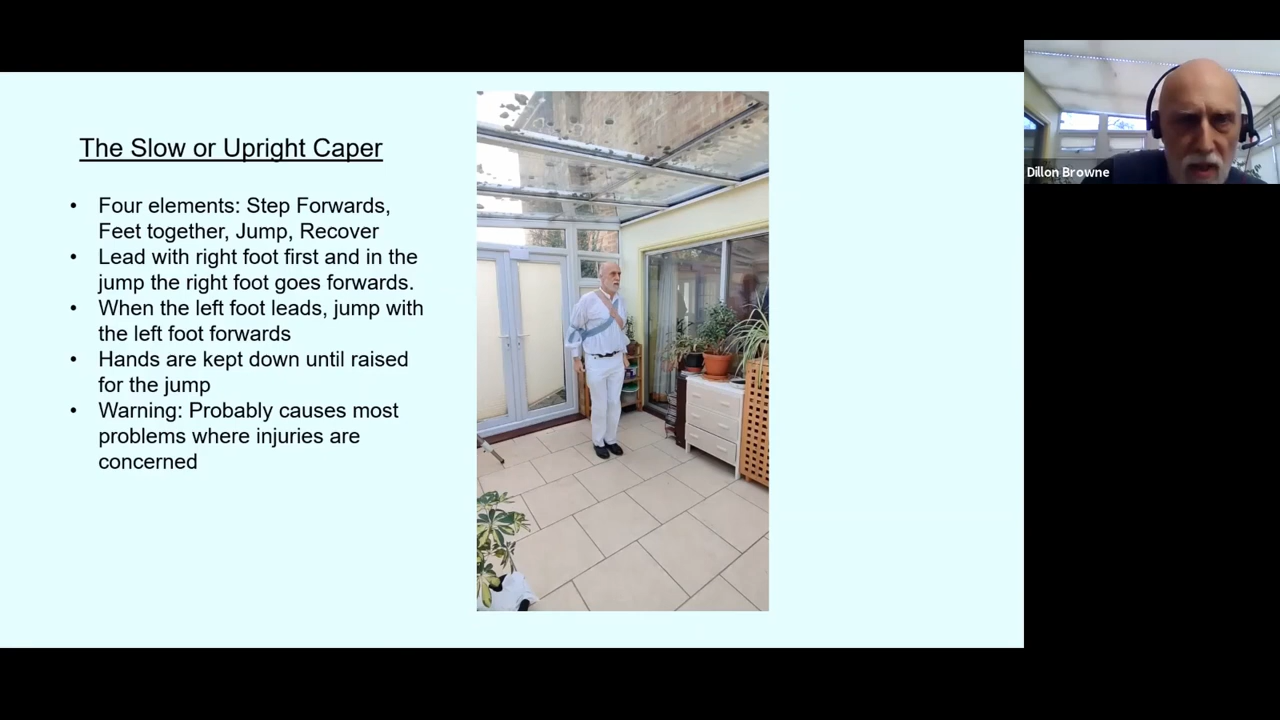 The Slow or Upright Caper
• Four elements: Step Forwards,
Feet together, Jump, Recover
• Lead with right foot first and in the
jump the right foot goes forwards.
• When the left foot leads, jump with
the left foot forwards
• Hands are kept down until raised
for the jump
• Warning: Probably causes most
problems where injuries are
concerned
Dillon Browne